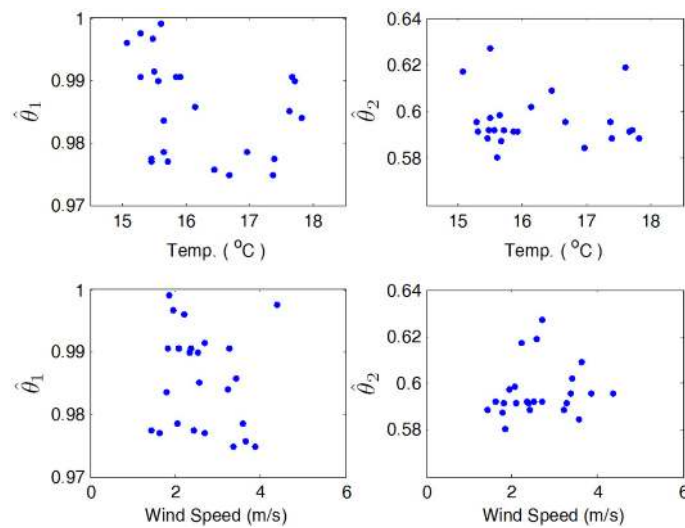 1
0.99
0.98
0.97
θ̂₁
15 16 17 18
Temp. ( °C )
0.64
0.62
0.6
0.58
θ̂₂
15 16 17 18
Temp. ( °C )
1
0.99
0.98
0.97
θ̂₁
0 2 4 6
Wind Speed (m/s)
0.64
0.62
0.6
0.58
θ̂₂
0 2 4 6
Wind Speed (m/s)